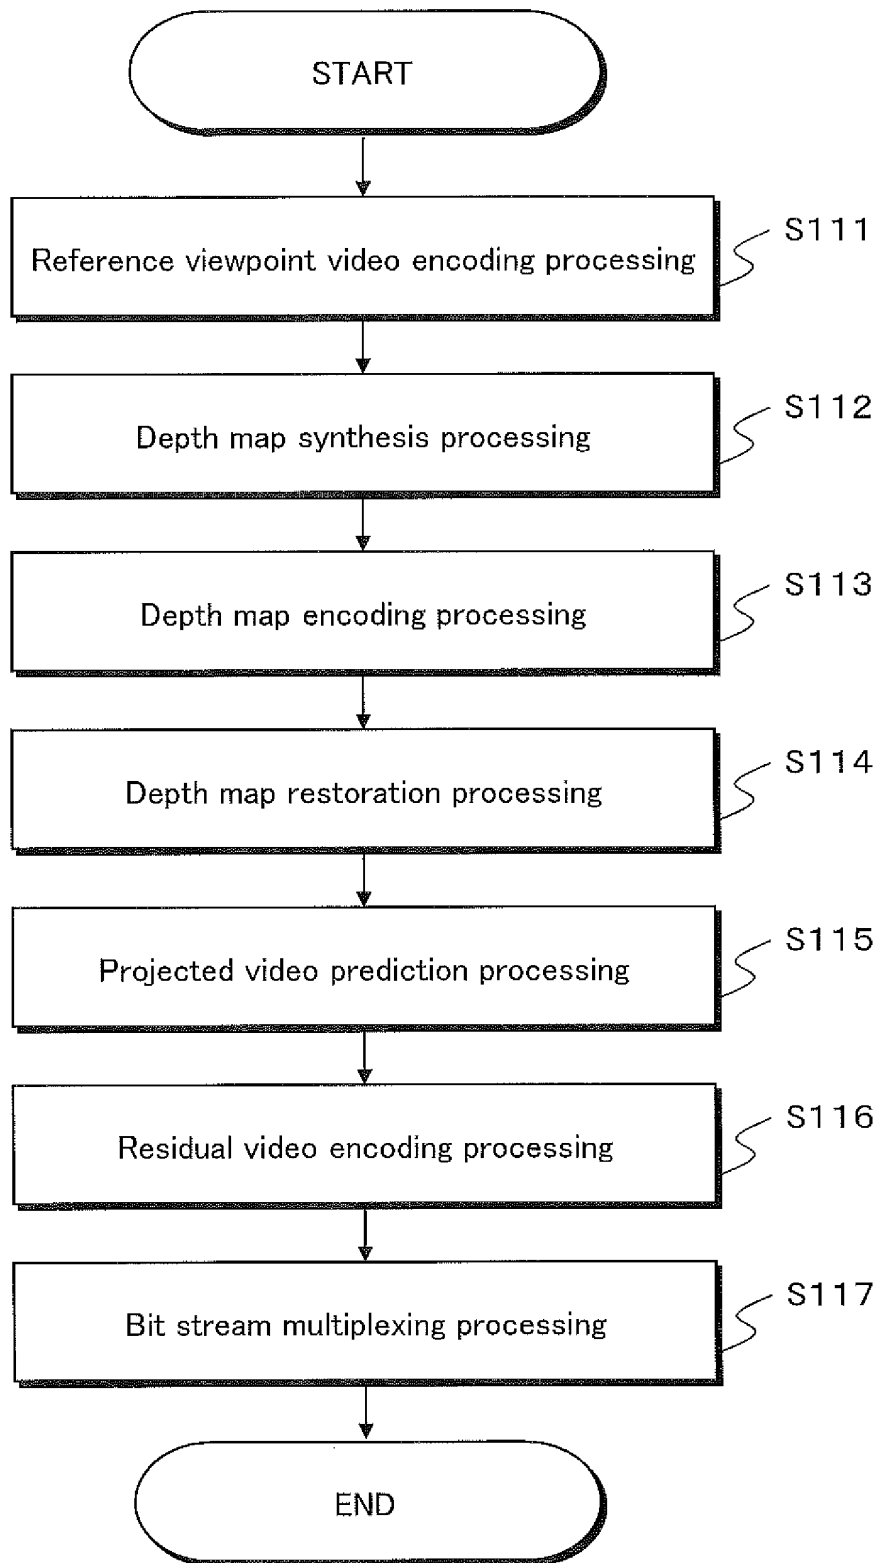 START
Reference viewpoint video encoding processing
S111
Depth map synthesis processing
S112
Depth map encoding processing
S113
Depth map restoration processing
S114
Projected video prediction processing
S115
Residual video encoding processing
S116
Bit stream multiplexing processing
S117
END